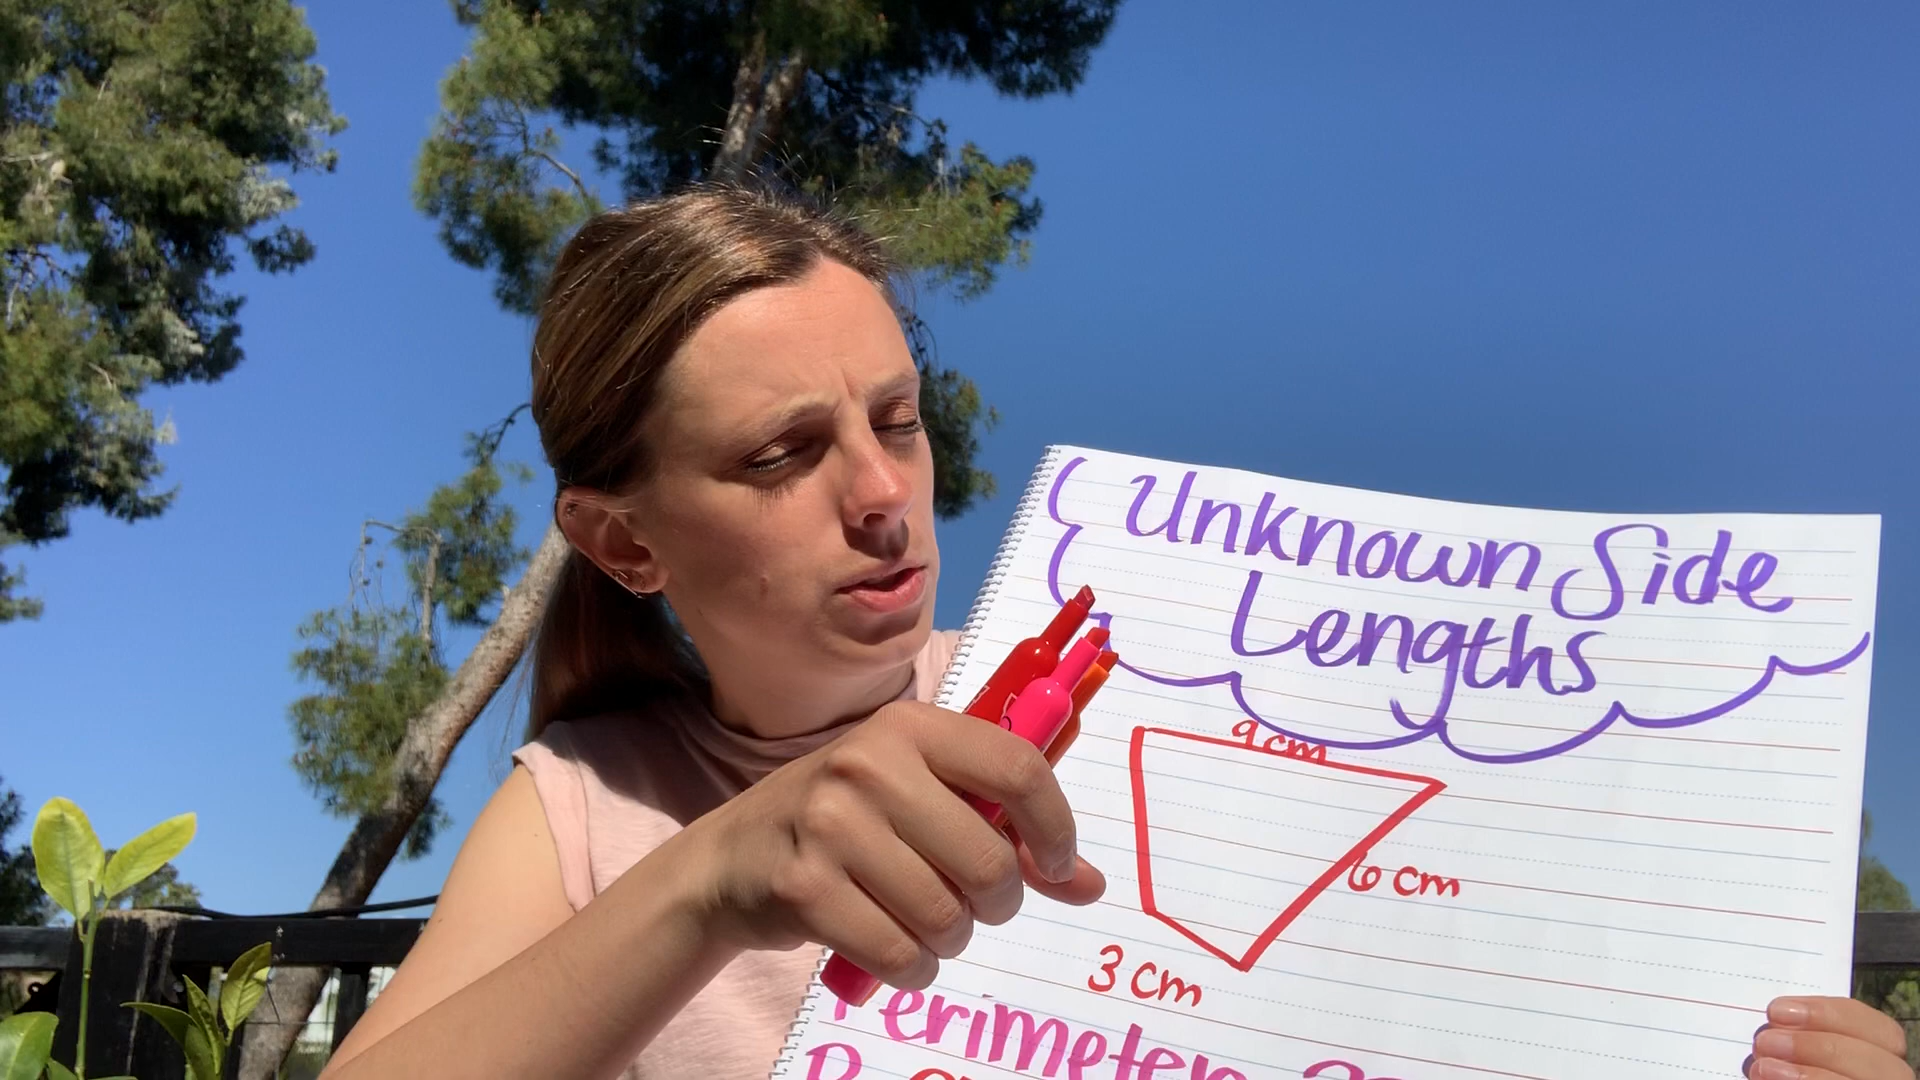 Unknown Side
Lengths
9 cm
6 cm
3 cm
Perimeter